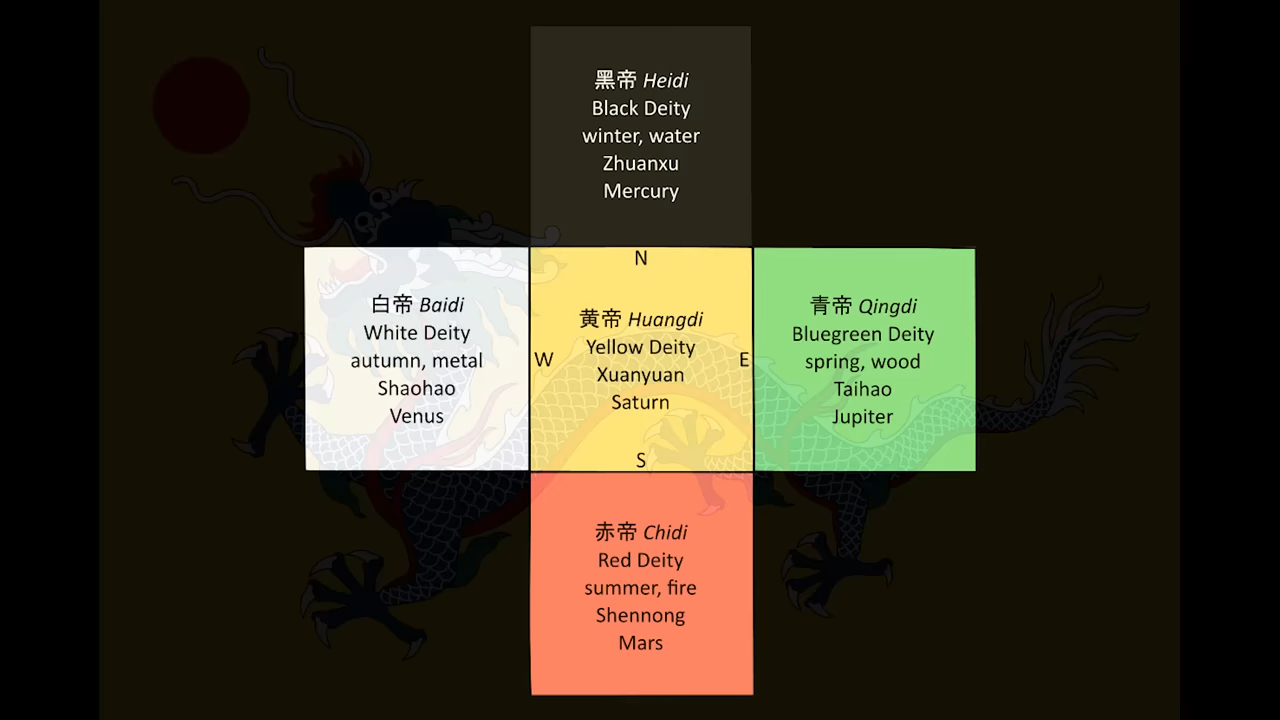 黑帝 Heidi
Black Deity
winter, water
Zhuanxu
Mercury
白帝 Baidi
White Deity
autumn, metal
Shaohao
Venus
N
W
黄帝 Huangdi
Yellow Deity
Xuanyuan
Saturn
E
S
青帝 Qingdi
Bluegreen Deity
spring, wood
Taihao
Jupiter
赤帝 Chidi
Red Deity
summer, fire
Shennong
Mars